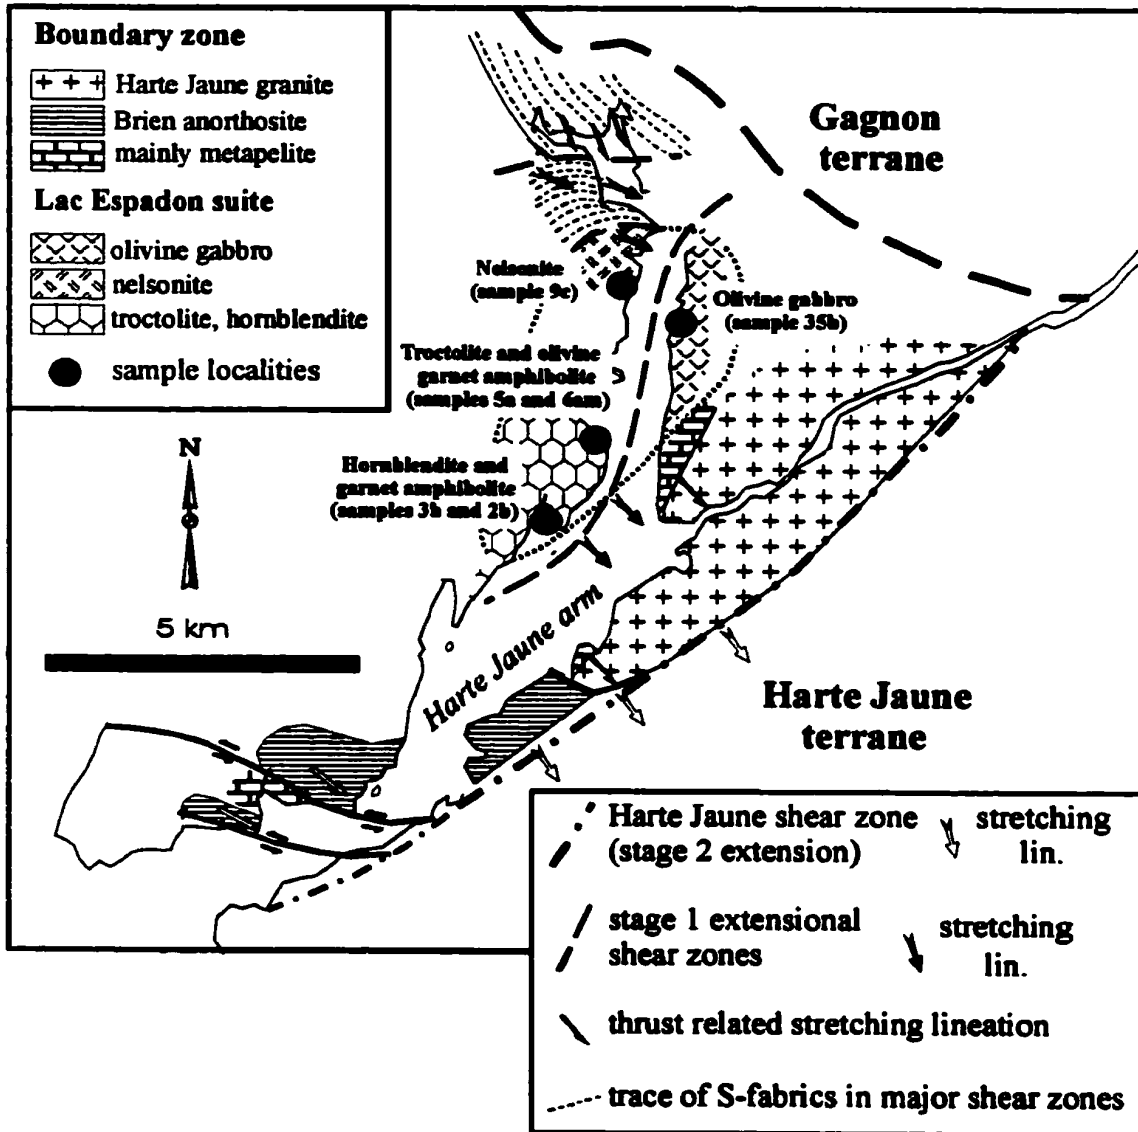 Boundary zone
Harte Jaune granite
Brien anorthosite
mainly metapelite
Lac Espadon suite
olivine gabbro
nelsonite
troctolite, hornblendite
sample localities
Gagnon
terrane
Nelsonite
(sample 9c)
Olivine gabbro
(sample 35b)
Troctolite and olivine
garnet amphibolite
(samples 5a and 6am)
Hornblendite and
garnet amphibolite
(samples 3h and 2b)
N
5 km
Harte Jaune arm
Harte Jaune
terrane
Harte Jaune shear zone
(stage 2 extension)
stretching
lin.
stage 1 extensional
shear zones
stretching
lin.
thrust related stretching lineation
trace of S-fabrics in major shear zones